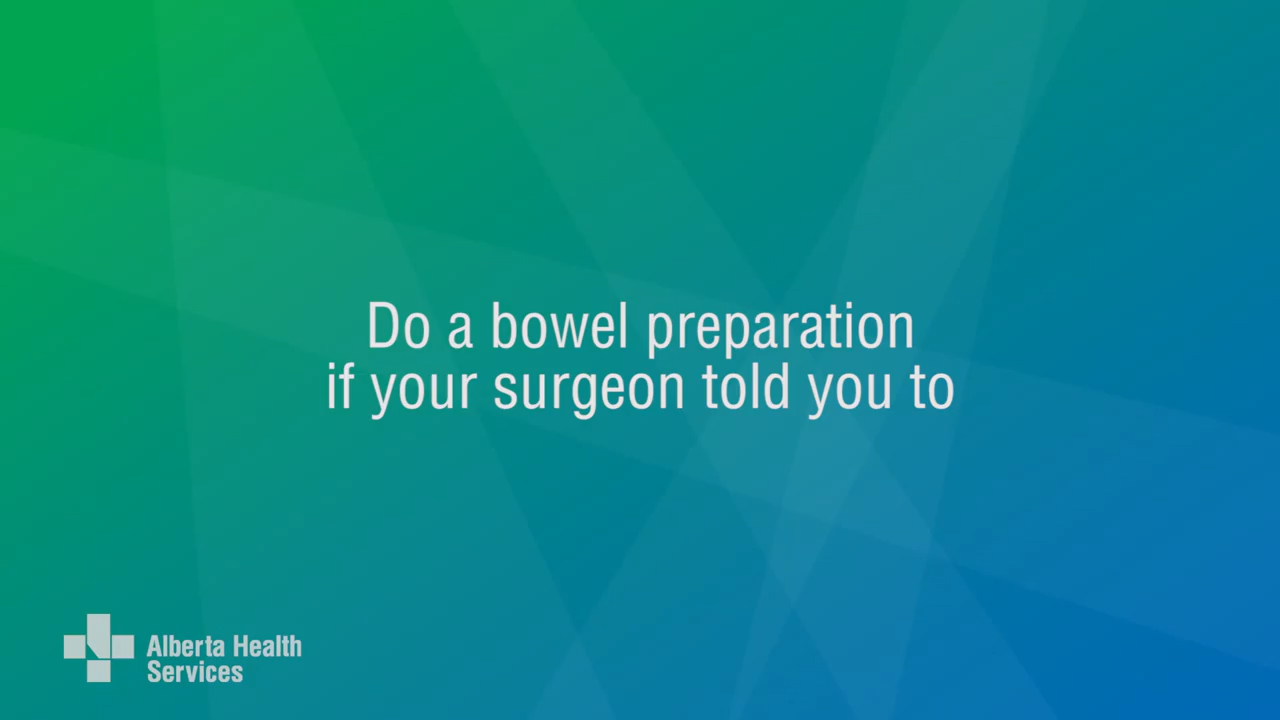 Do a bowel preparation
if your surgeon told you to
Alberta Health
Services